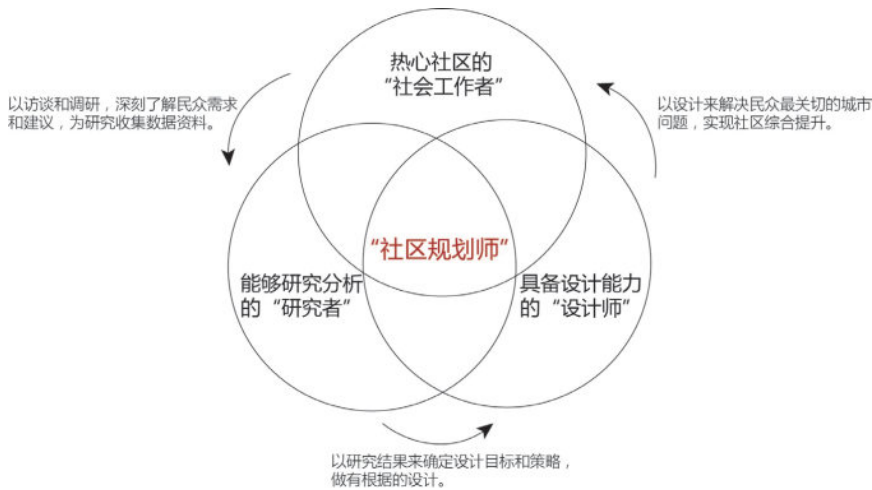 热心社区的
“社会工作者”
以访谈和调研，深刻了解民众需求
和建议，为研究收集数据资料。
以设计来解决民众最关切的城市
问题，实现社区综合提升。
“社区规划师”
能够研究分析
的“研究者”
具备设计能力
的“设计师”
以研究结果来确定设计目标和策略，
做有根据的设计。